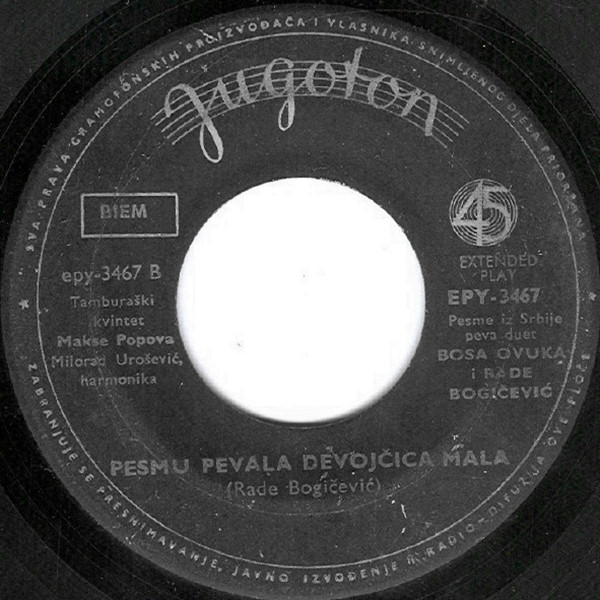 SVA PRAVA GRAMOFONSKIH PROIZVOĐAČA I VLASNIKA SNIMLJENOG DJELA PRIDRŽANA
Jugoton
BIEM
epy-3467 B
Tamburaški
kvintet
Makse Popova
Milorad Urošević,
harmonika
45
EXTENDED
PLAY
EPY-3467
Pesme iz Srbije
peva duet
BOSA OVUKA
i RADE
BOGIČEVIĆ
PESMU PEVALA DEVOJČICA MALA
(Rade Bogičević)
ZABRANJUJE SE PRESNIMAVANJE, JAVNO IZVOĐENJE I RADIO-DIFUZIJA OVE PLOČE